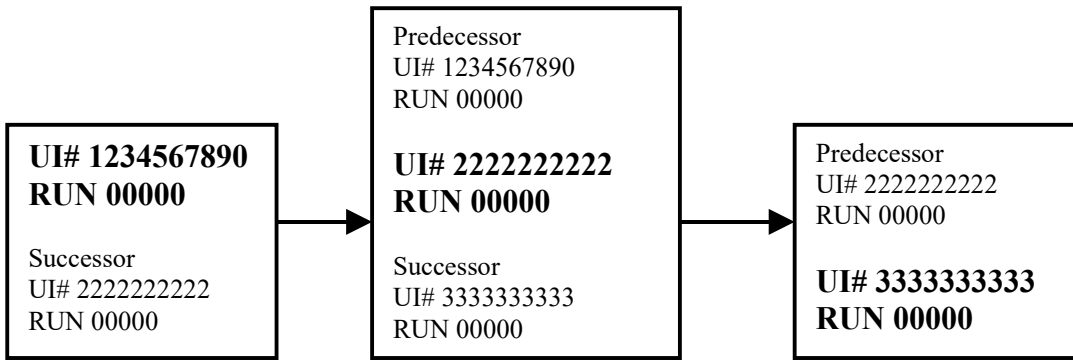 UI# 1234567890
RUN 00000
Successor
UI# 2222222222
RUN 00000
Predecessor
UI# 1234567890
RUN 00000
UI# 2222222222
RUN 00000
Successor
UI# 3333333333
RUN 00000
Predecessor
UI# 2222222222
RUN 00000
UI# 3333333333
RUN 00000